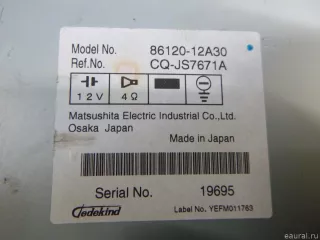 Model No. 86120-12A30
Ref.No. CQ-JS7671A
12V 4Ω
Matsushita Electric Industrial Co.,Ltd.
Osaka Japan
Made in Japan
Serial No. 19695
Jedekind Label No. YEFM011763
eaural.ru